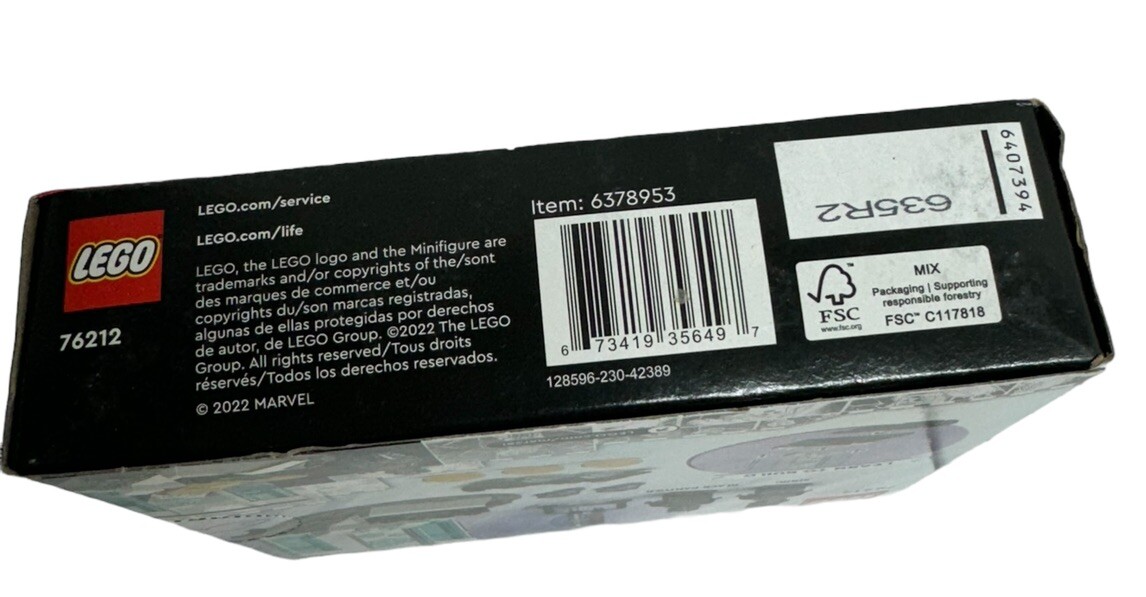 LEGO
76212
LEGO.com/service
LEGO.com/life
LEGO, the LEGO logo and the Minifigure are
trademarks and/or copyrights of the/sont
des marques de commerce et/ou
copyrights du/son marcas registradas,
algunas de ellas protegidas por derechos
de autor, de LEGO Group. ©2022 The LEGO
Group. All rights reserved/Tous droits
réservés/Todos los derechos reservados.
© 2022 MARVEL
Item: 6378953
6 73419 35649 7
128596-230-42389
635R2
6407394
FSC™
www.fsc.org
MIX
Packaging | Supporting
responsible forestry
FSC™ C117818